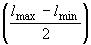 (l_max − l_min / 2)